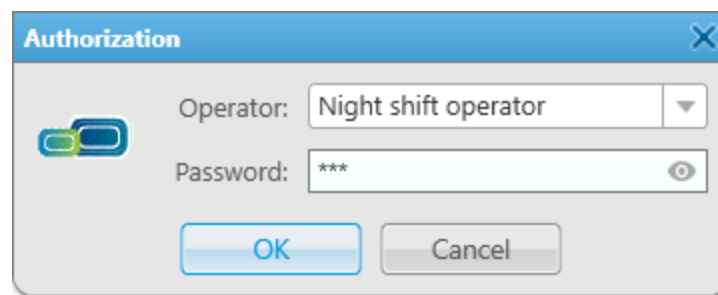 Authorization
Operator: Night shift operator
Password: ***
OK Cancel